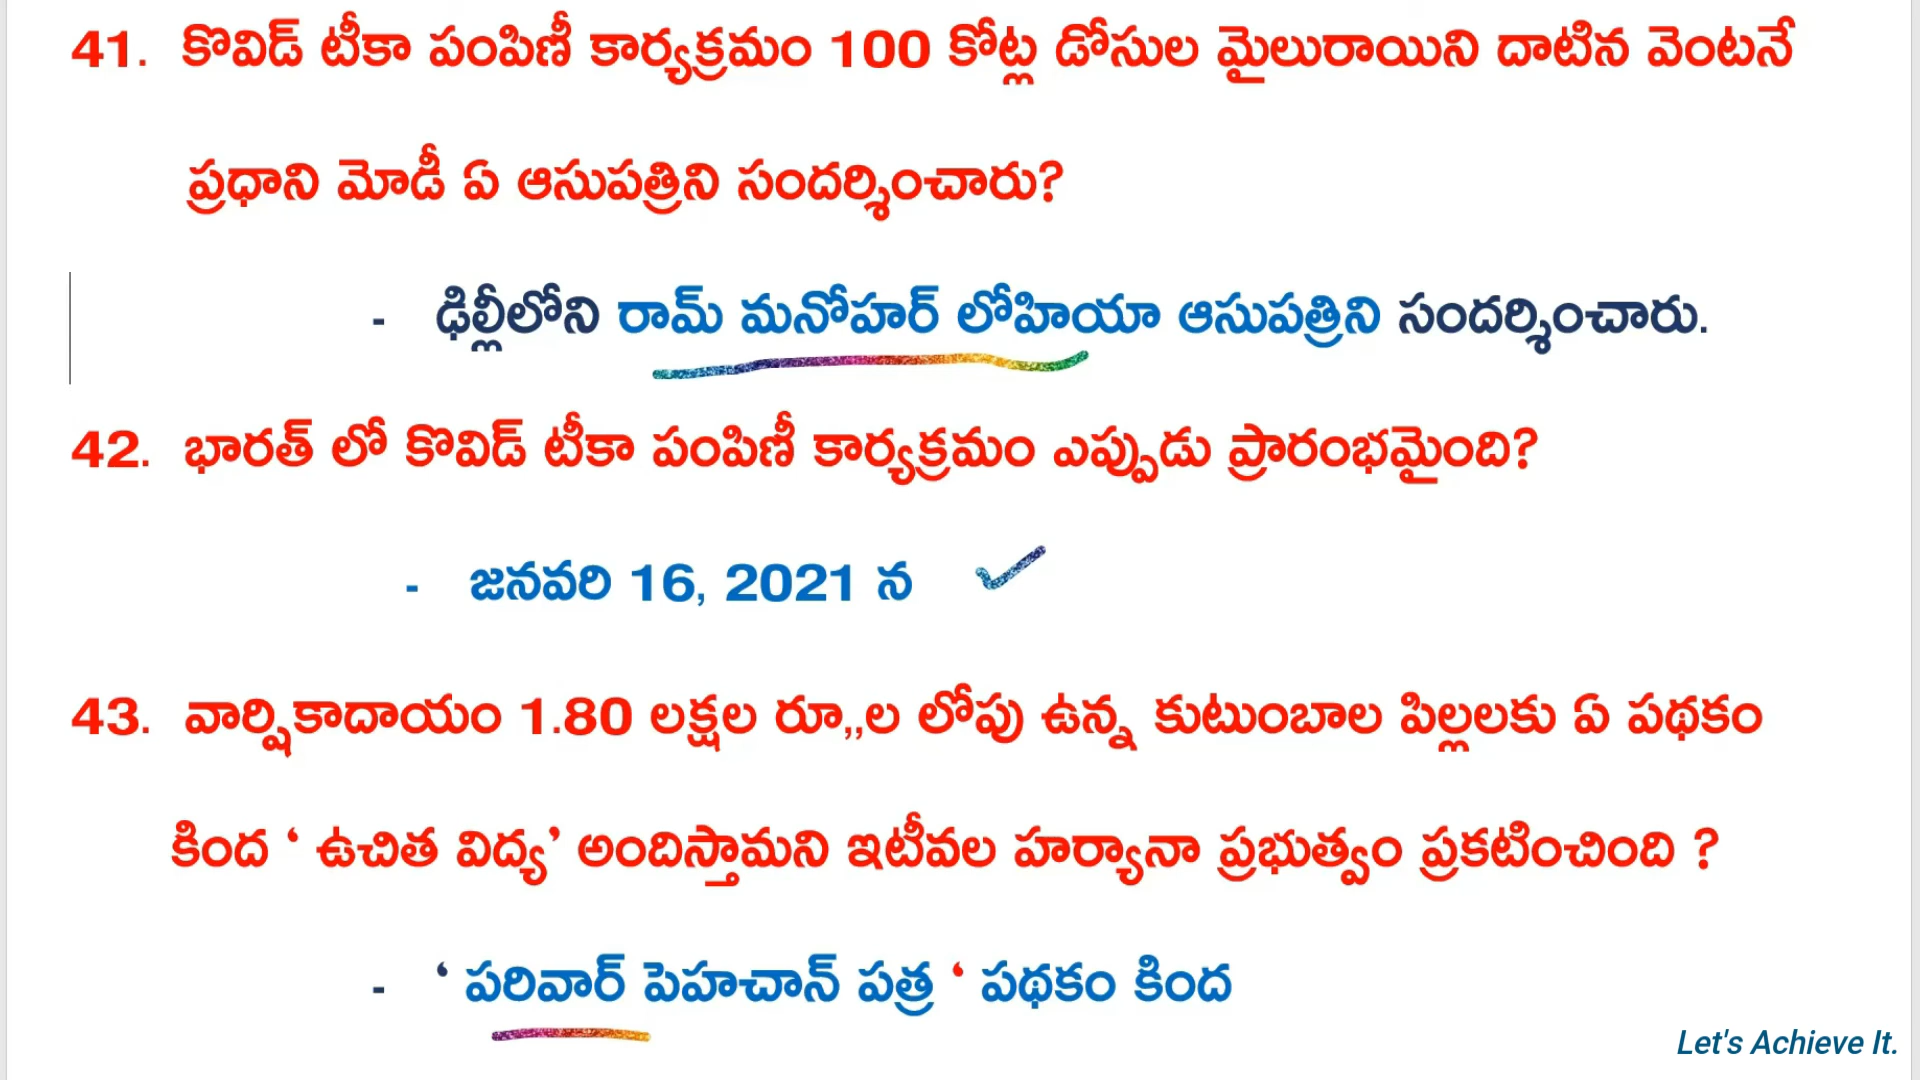 41. కొవిడ్ టీకా పంపిణీ కార్యక్రమం 100 కోట్ల డోసుల మైలురాయిని దాటిన వెంటనే
ప్రధాని మోడీ ఏ ఆసుపత్రిని సందర్శించారు?
- ఢిల్లీలోని రామ్ మనోహర్ లోహియా ఆసుపత్రిని సందర్శించారు.
42. భారత్ లో కొవిడ్ టీకా పంపిణీ కార్యక్రమం ఎప్పుడు ప్రారంభమైంది?
- జనవరి 16, 2021 న
43. వార్షికాదాయం 1.80 లక్షల రూ,,ల లోపు ఉన్న కుటుంబాల పిల్లలకు ఏ పథకం
కింద ‘ ఉచిత విద్య’ అందిస్తామని ఇటీవల హర్యానా ప్రభుత్వం ప్రకటించింది ?
- ‘ పరివార్ పెహచాన్ పత్ర ‘ పథకం కింద
Let's Achieve It.